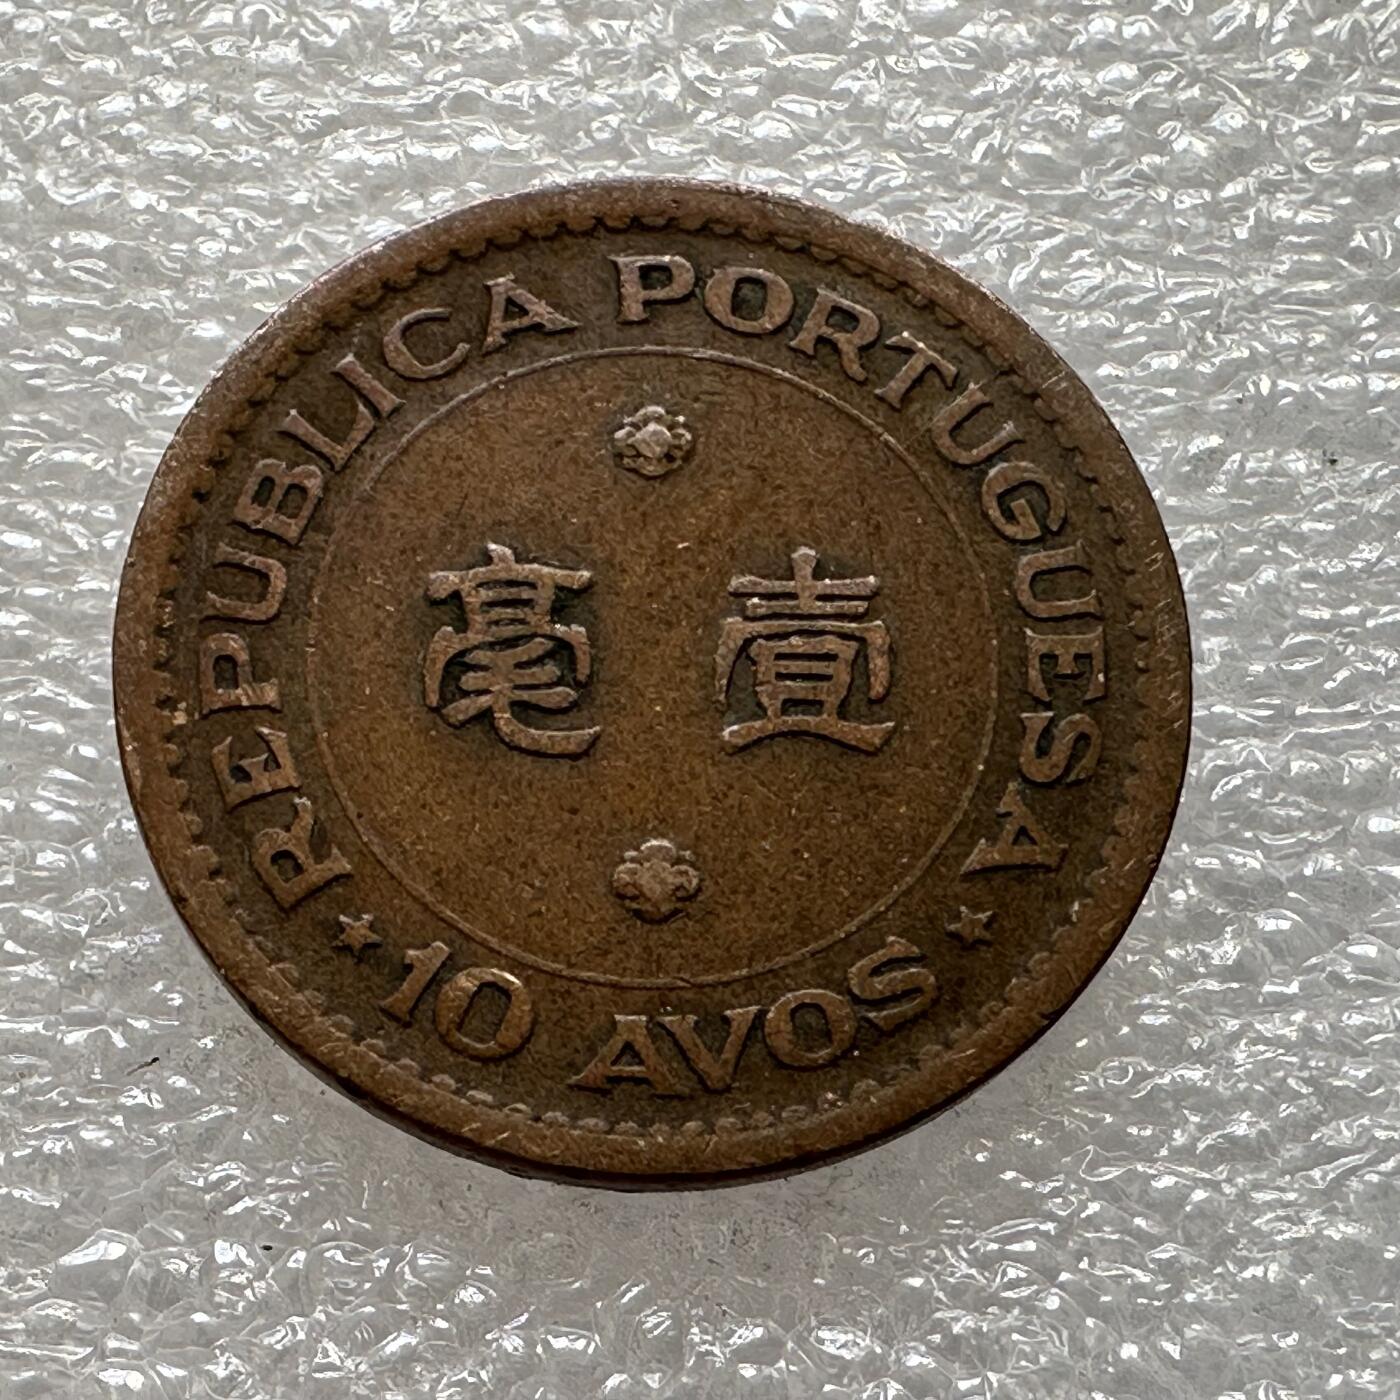 REPUBLICA PORTUGUESA
毫 壹
★ 10 AVOS ★